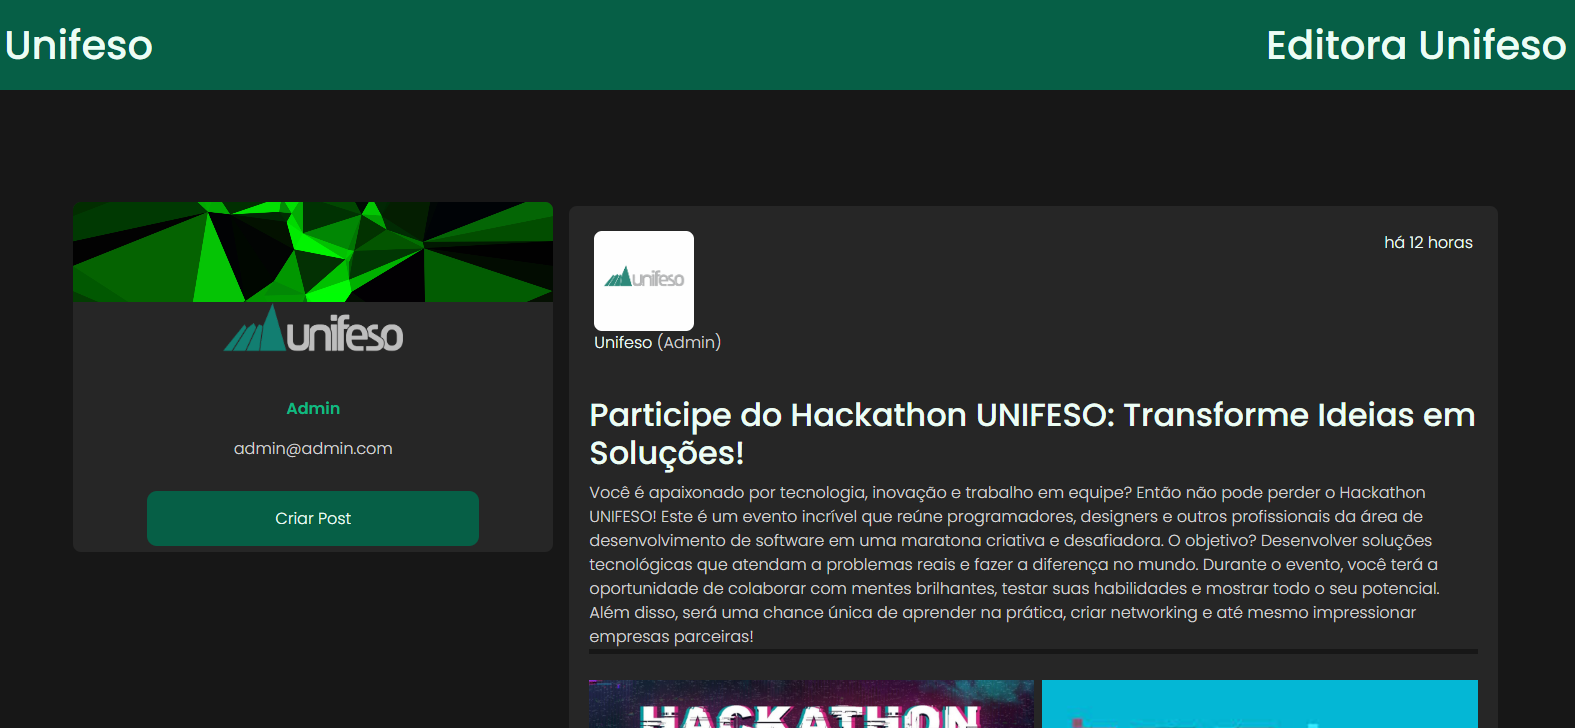 Unifeso
Editora Unifeso
unifeso
Admin
admin@admin.com
Criar Post
unifeso
há 12 horas
Unifeso (Admin)
Participe do Hackathon UNIFESO: Transforme Ideias em
Soluções!
Você é apaixonado por tecnologia, inovação e trabalho em equipe? Então não pode perder o Hackathon
UNIFESO! Este é um evento incrível que reúne programadores, designers e outros profissionais da área de
desenvolvimento de software em uma maratona criativa e desafiadora. O objetivo? Desenvolver soluções
tecnológicas que atendam a problemas reais e fazer a diferença no mundo. Durante o evento, você terá a
oportunidade de colaborar com mentes brilhantes, testar suas habilidades e mostrar todo o seu potencial.
Além disso, será uma chance única de aprender na prática, criar networking e até mesmo impressionar
empresas parceiras!
HACKATHON